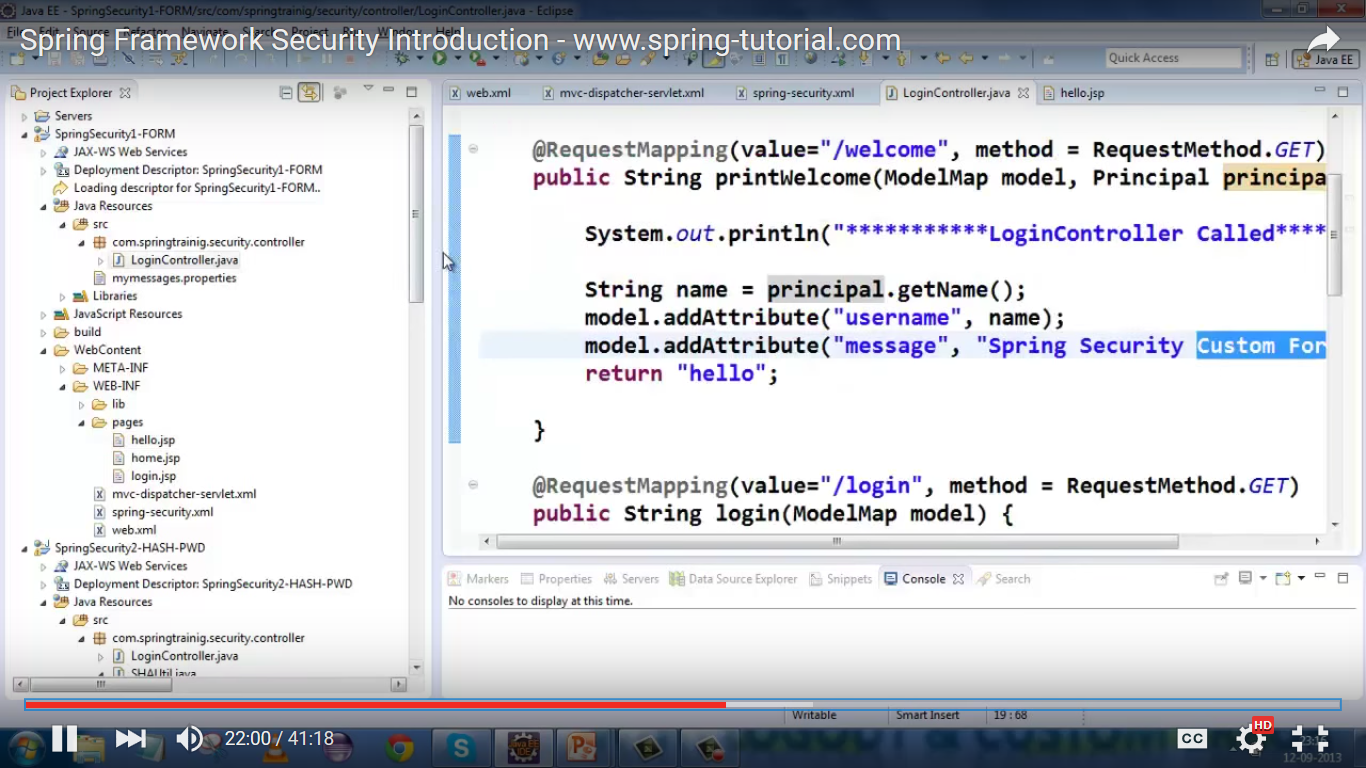 Java EE - SpringSecurity1-FORM/src/com/springtrainig/security/controller/LoginController.java - Eclipse
Spring Framework Security Introduction - www.spring-tutorial.com
Quick Access
Java EE
Project Explorer
Servers
SpringSecurity1-FORM
JAX-WS Web Services
Deployment Descriptor: SpringSecurity1-FORM
Loading descriptor for SpringSecurity1-FORM..
Java Resources
src
com.springtrainig.security.controller
LoginController.java
mymessages.properties
Libraries
JavaScript Resources
build
WebContent
META-INF
WEB-INF
lib
pages
hello.jsp
home.jsp
login.jsp
mvc-dispatcher-servlet.xml
spring-security.xml
web.xml
SpringSecurity2-HASH-PWD
JAX-WS Web Services
Deployment Descriptor: SpringSecurity2-HASH-PWD
Java Resources
src
com.springtrainig.security.controller
LoginController.java
SHAUtil.java
web.xml mvc-dispatcher-servlet.xml spring-security.xml LoginController.java hello.jsp
@RequestMapping(value="/welcome", method = RequestMethod.GET)
public String printWelcome(ModelMap model, Principal principa
System.out.println("***********LoginController Called****
String name = principal.getName();
model.addAttribute("username", name);
model.addAttribute("message", "Spring Security Custom For
return "hello";
}
@RequestMapping(value="/login", method = RequestMethod.GET)
public String login(ModelMap model) {
Markers Properties Servers Data Source Explorer Snippets Console Search
No consoles to display at this time.
Writable Smart Insert 19 : 68
22:00 / 41:18
CC
HD
23:16
12-09-2013